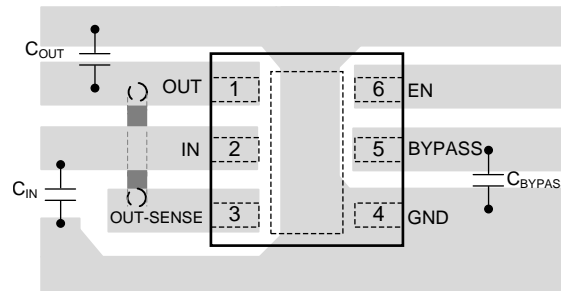 COUT
OUT 1
6 EN
IN 2
5 BYPASS
CIN
CBYPAS
OUT-SENSE 3
4 GND